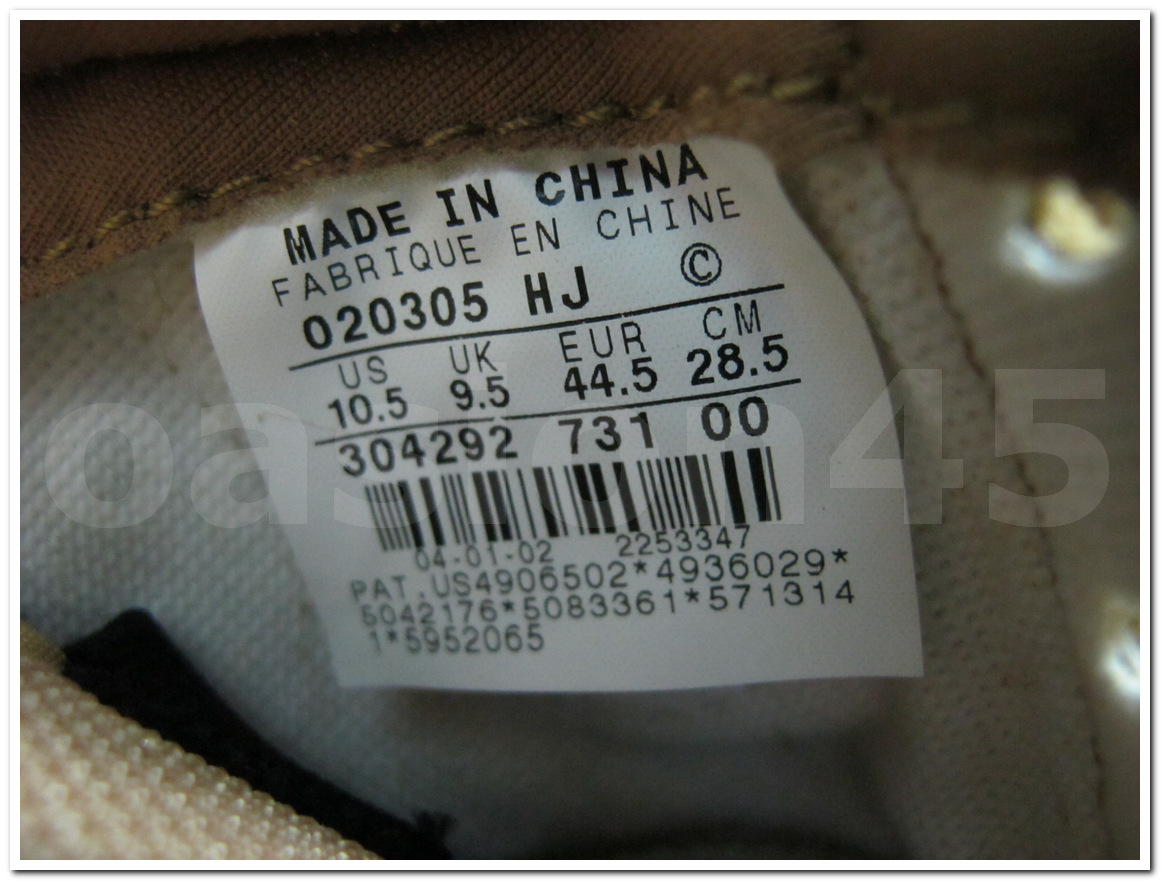 MADE IN CHINA
FABRIQUE EN CHINE
020305 HJ ©
US UK EUR CM
10.5 9.5 44.5 28.5
304292 731 00
04-01-02 2253347
PAT.US4906502*4936029*
5042176*5083361*571314
1*5952065
oaston45